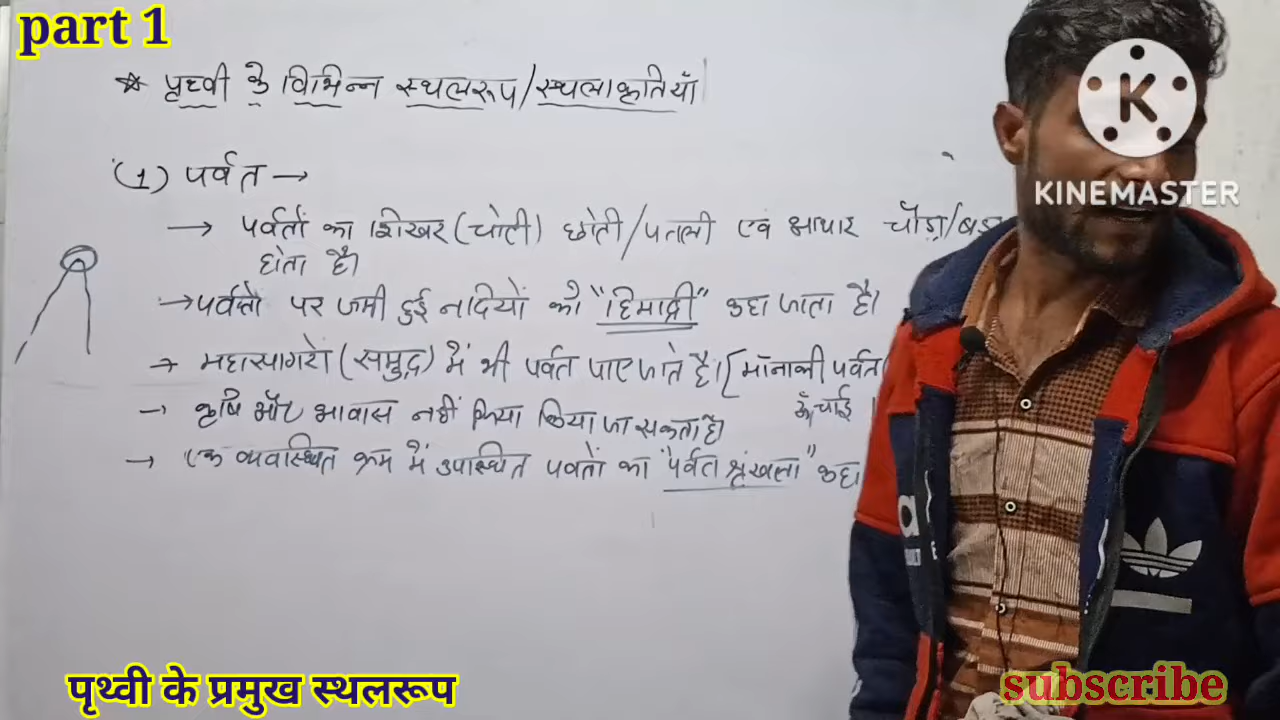 part 1
* पृथ्वी के विभिन्न स्थलरूप/स्थलाकृतियाँ
(1) पर्वत →
→ पर्वतों का शिखर (चोटी) छोटी/पतली एवं आधार चौड़ा/बड़ा
होता है।
→ पर्वतो पर जमी हुई नदियों को "हिमाद्री" कहा जाता है।
→ महासागरो (समुद्र) में भी पर्वत पाए जाते है। [मॉनाकी पर्वत
ऊँचाई
→ कृषि और आवास नहीं किया किया जा सकता है
→ एक व्यवस्थित क्रम में उपस्थित पवतों का "पर्वत श्रृंखला" कहा
KINEMASTER
पृथ्वी के प्रमुख स्थलरूप
subscribe